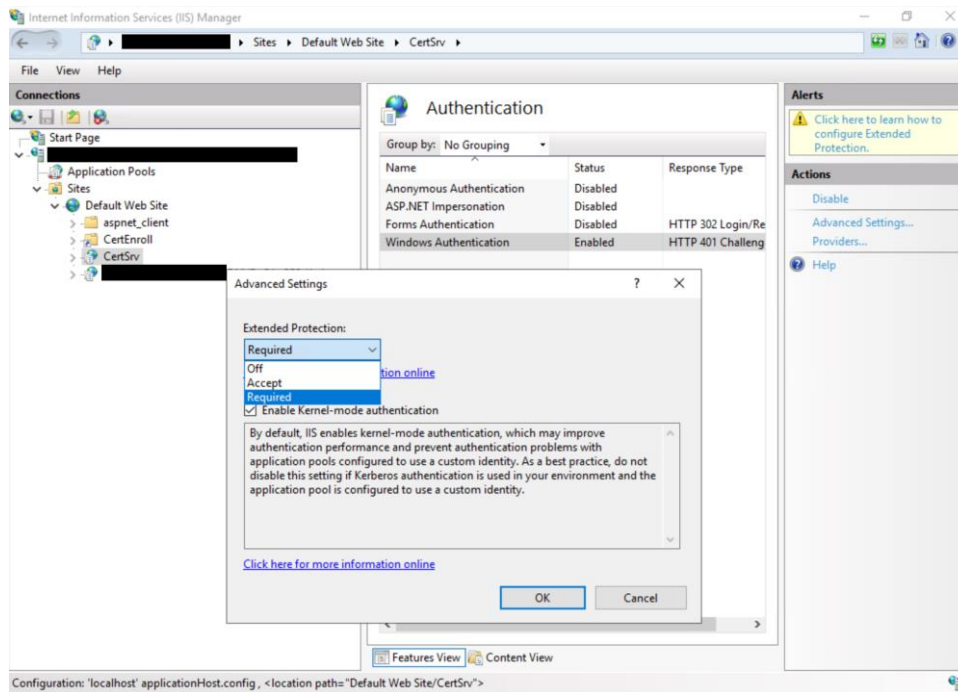 Internet Information Services (IIS) Manager
Sites Default Web Site CertSrv
File View Help
Connections
Start Page
Application Pools
Sites
Default Web Site
aspnet_client
CertEnroll
CertSrv
Authentication
Group by: No Grouping
Name Status Response Type
Anonymous Authentication Disabled
ASP.NET Impersonation Disabled
Forms Authentication Disabled HTTP 302 Login/Re
Windows Authentication Enabled HTTP 401 Challeng
Alerts
Click here to learn how to
configure Extended
Protection.
Actions
Disable
Advanced Settings...
Providers...
Help
Advanced Settings
Extended Protection:
Required
Off
Accept
Required
tion online
Enable Kernel-mode authentication
By default, IIS enables kernel-mode authentication, which may improve
authentication performance and prevent authentication problems with
application pools configured to use a custom identity. As a best practice, do not
disable this setting if Kerberos authentication is used in your environment and the
application pool is configured to use a custom identity.
Click here for more information online
OK Cancel
Features View Content View
Configuration: 'localhost' applicationHost.config, <location path="Default Web Site/CertSrv">